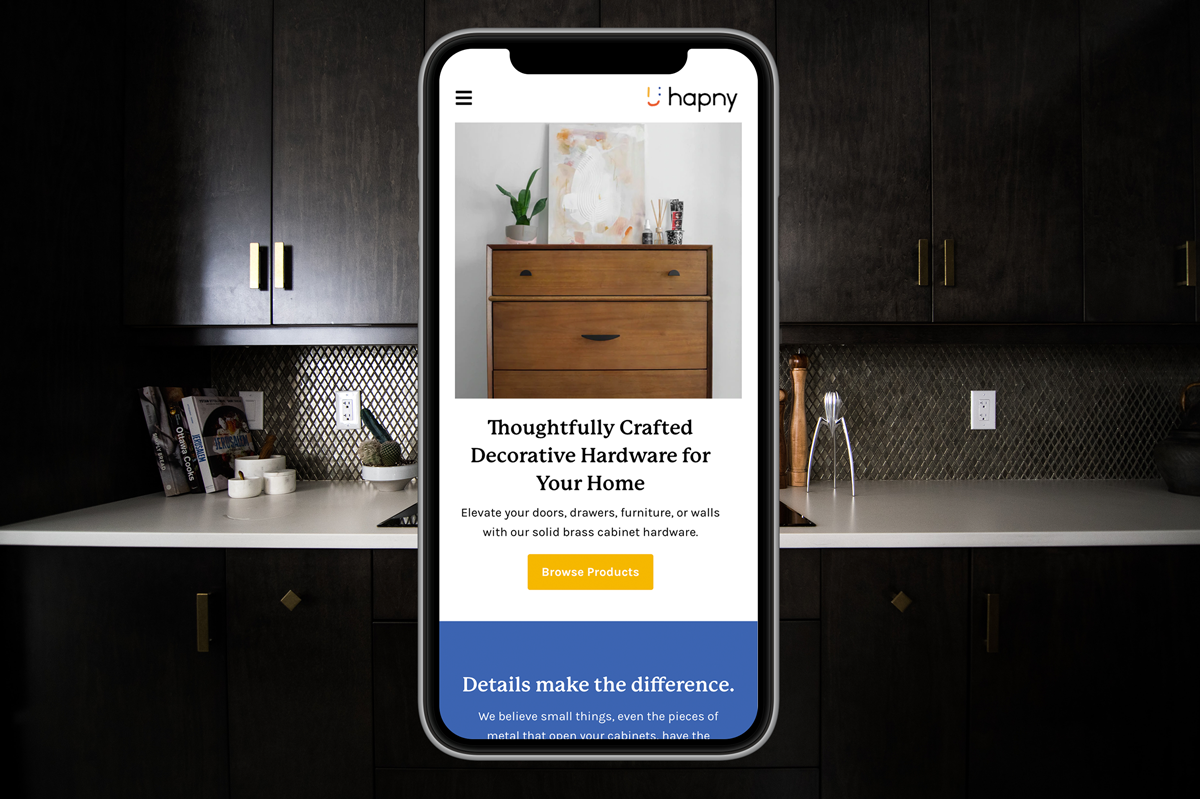 hapny
Thoughtfully Crafted
Decorative Hardware for
Your Home
Elevate your doors, drawers, furniture, or walls
with our solid brass cabinet hardware.
Browse Products
Details make the difference.
We believe small things, even the pieces of
metal that open your cabinets, have the
Ottawa Cooks
JERUSALEM
JERUSALEM